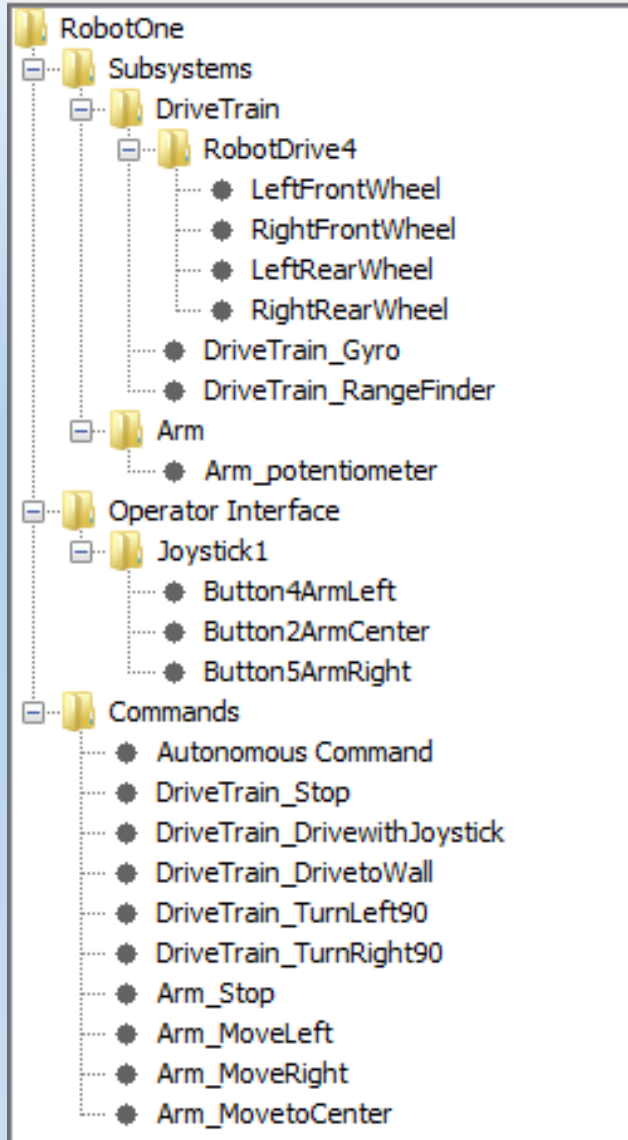 RobotOne
Subsystems
DriveTrain
RobotDrive4
LeftFrontWheel
RightFrontWheel
LeftRearWheel
RightRearWheel
DriveTrain_Gyro
DriveTrain_RangeFinder
Arm
Arm_potentiometer
Operator Interface
Joystick1
Button4ArmLeft
Button2ArmCenter
Button5ArmRight
Commands
Autonomous Command
DriveTrain_Stop
DriveTrain_DrivewithJoystick
DriveTrain_DrivetoWall
DriveTrain_TurnLeft90
DriveTrain_TurnRight90
Arm_Stop
Arm_MoveLeft
Arm_MoveRight
Arm_MovetoCenter